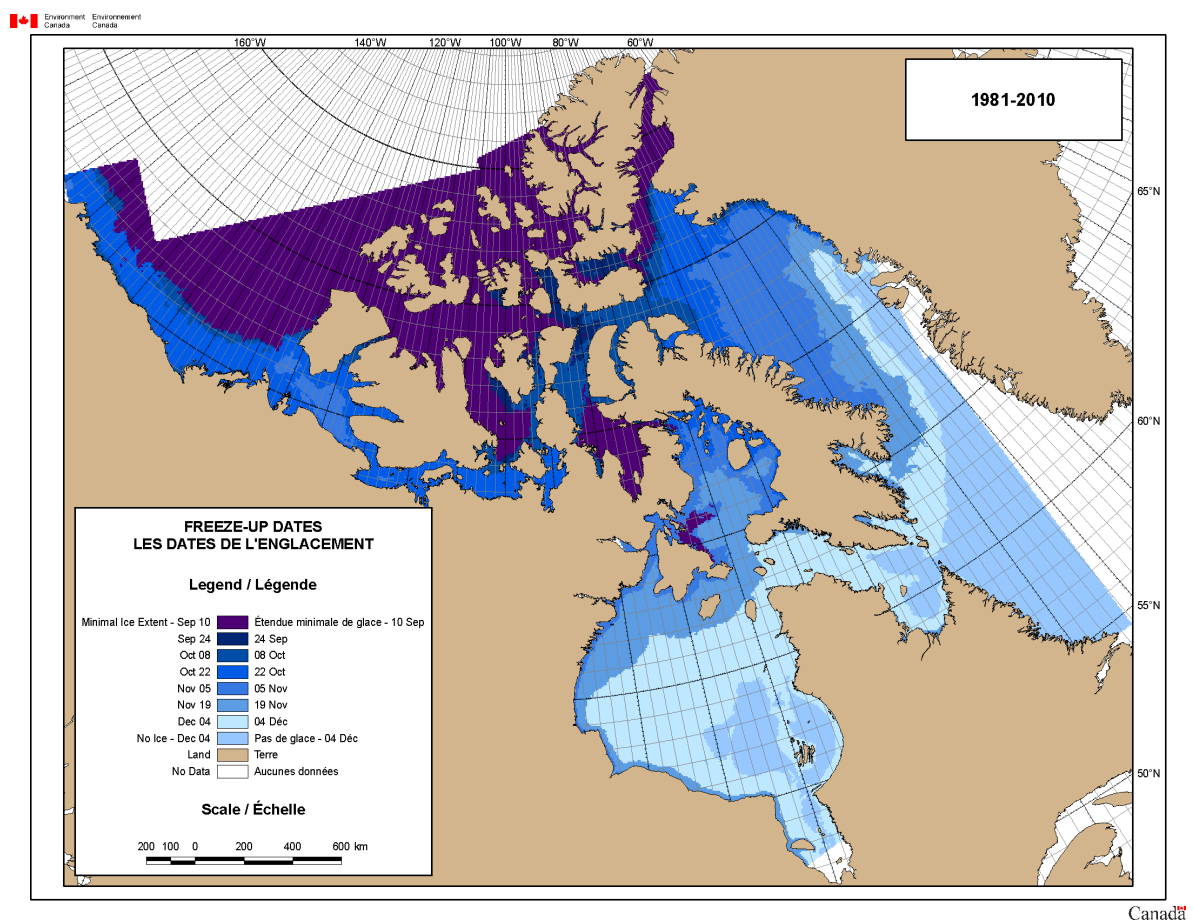 Environment Environnement
Canada Canada
160°W 140°W 120°W 100°W 80°W 60°W
1981-2010
65°N
60°N
55°N
50°N
FREEZE-UP DATES
LES DATES DE L'ENGLACEMENT
Legend / Légende
Minimal Ice Extent - Sep 10 Étendue minimale de glace - 10 Sep
Sep 24 24 Sep
Oct 08 08 Oct
Oct 22 22 Oct
Nov 05 05 Nov
Nov 19 19 Nov
Dec 04 04 Déc
No Ice - Dec 04 Pas de glace - 04 Déc
Land Terre
No Data Aucunes données
Scale / Échelle
200 100 0 200 400 600 km
Canada